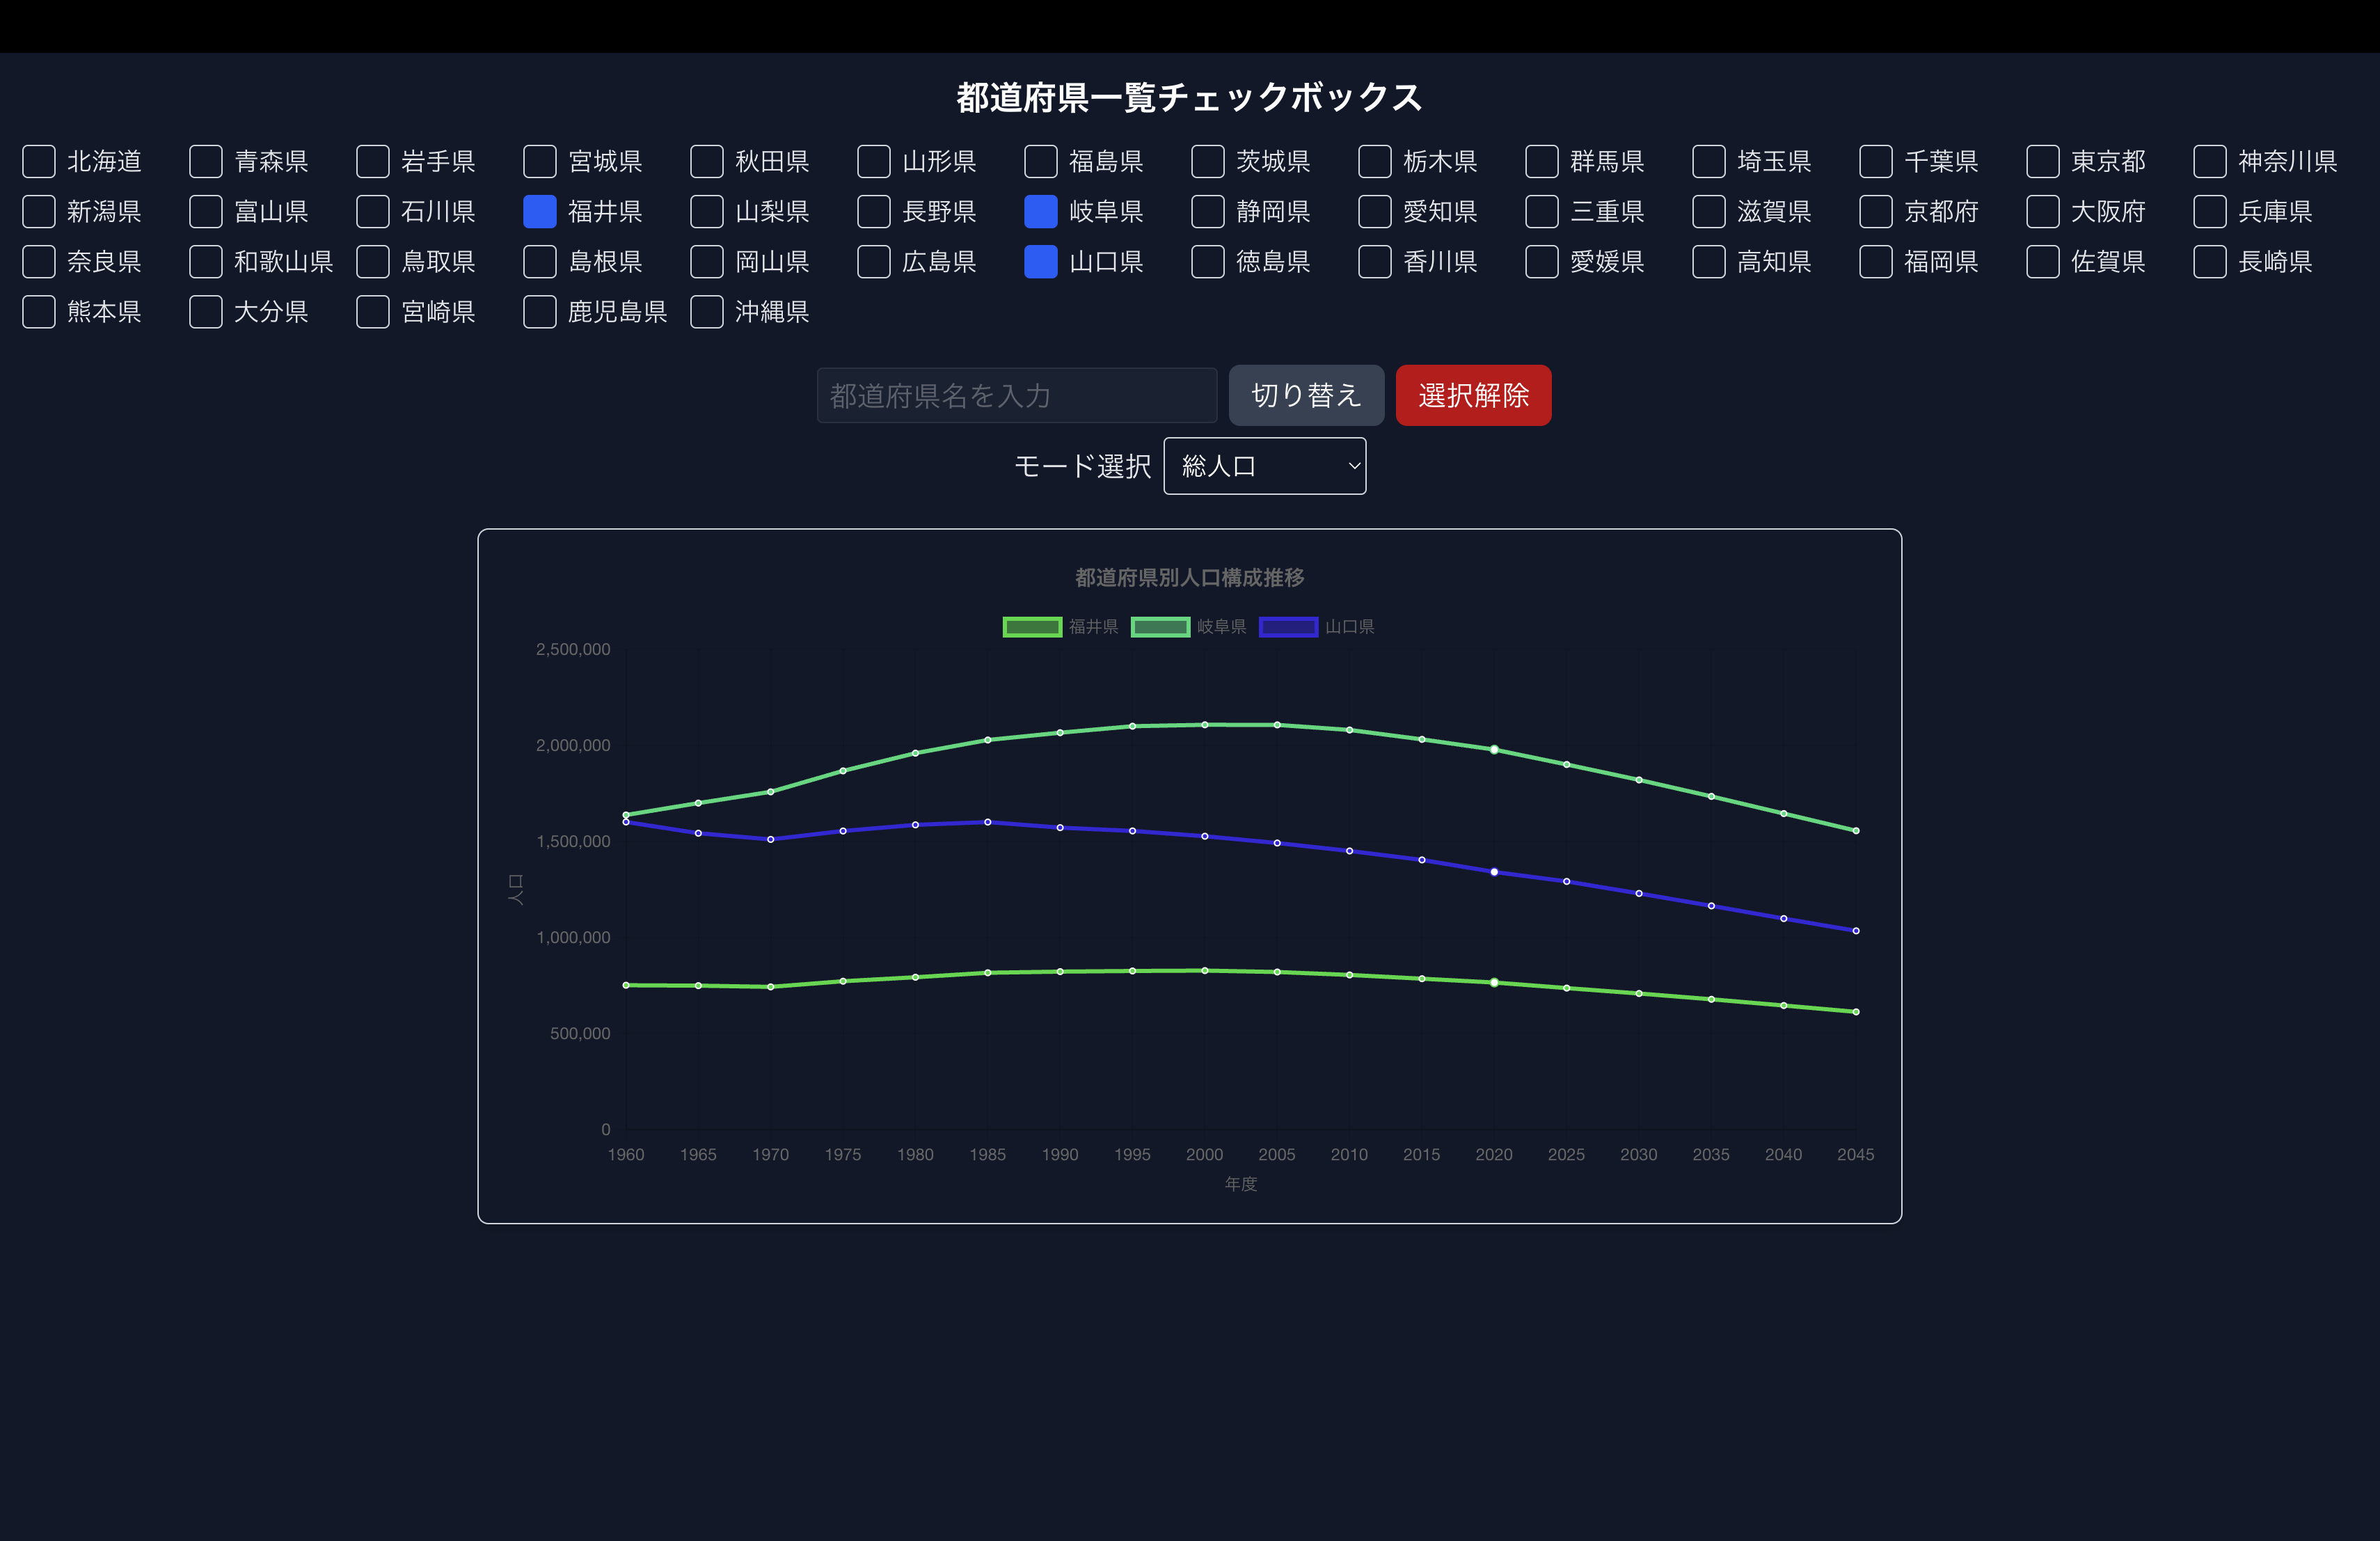 都道府県一覧チェックボックス
北海道 青森県 岩手県 宮城県 秋田県 山形県 福島県 茨城県 栃木県 群馬県 埼玉県 千葉県 東京都 神奈川県
新潟県 富山県 石川県 福井県 山梨県 長野県 岐阜県 静岡県 愛知県 三重県 滋賀県 京都府 大阪府 兵庫県
奈良県 和歌山県 鳥取県 島根県 岡山県 広島県 山口県 徳島県 香川県 愛媛県 高知県 福岡県 佐賀県 長崎県
熊本県 大分県 宮崎県 鹿児島県 沖縄県
都道府県名を入力 切り替え 選択解除
モード選択 総人口
都道府県別人口構成推移
福井県 岐阜県 山口県
2,500,000
2,000,000
1,500,000
人口
1,000,000
500,000
0
1960 1965 1970 1975 1980 1985 1990 1995 2000 2005 2010 2015 2020 2025 2030 2035 2040 2045
年度